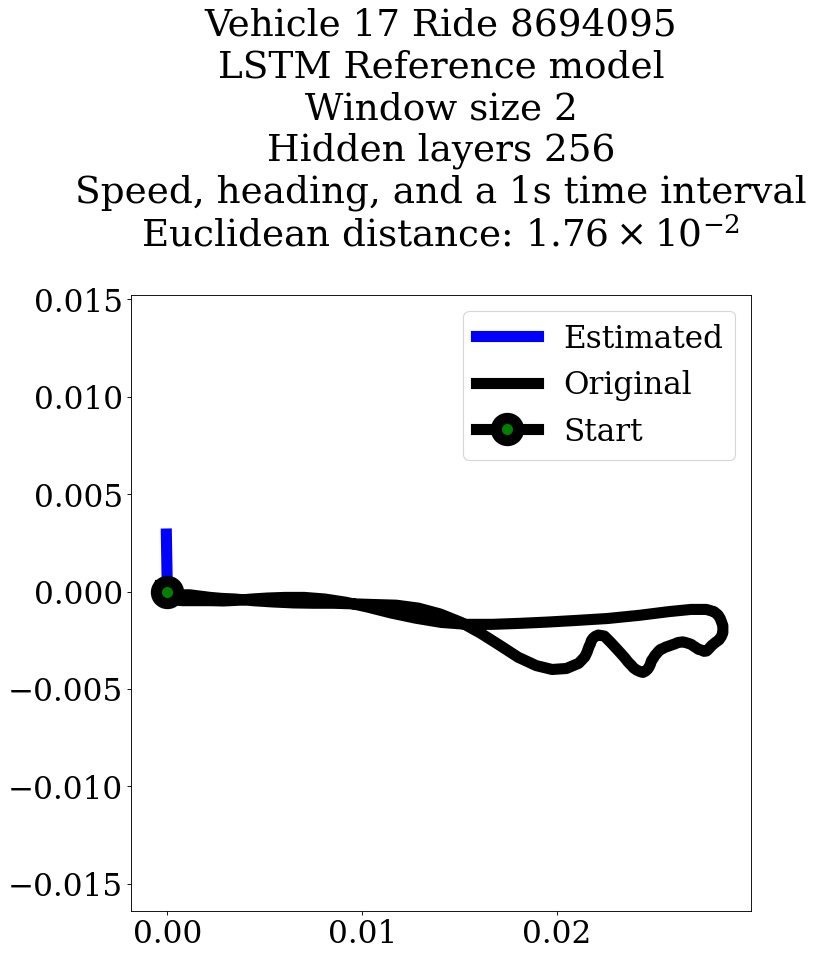 Vehicle 17 Ride 8694095
LSTM Reference model
Window size 2
Hidden layers 256
Speed, heading, and a 1s time interval
Euclidean distance: 1.76 × 10⁻²
0.015
Estimated
0.010
Original
Start
0.005
0.000
−0.005
−0.010
−0.015
0.00 0.01 0.02